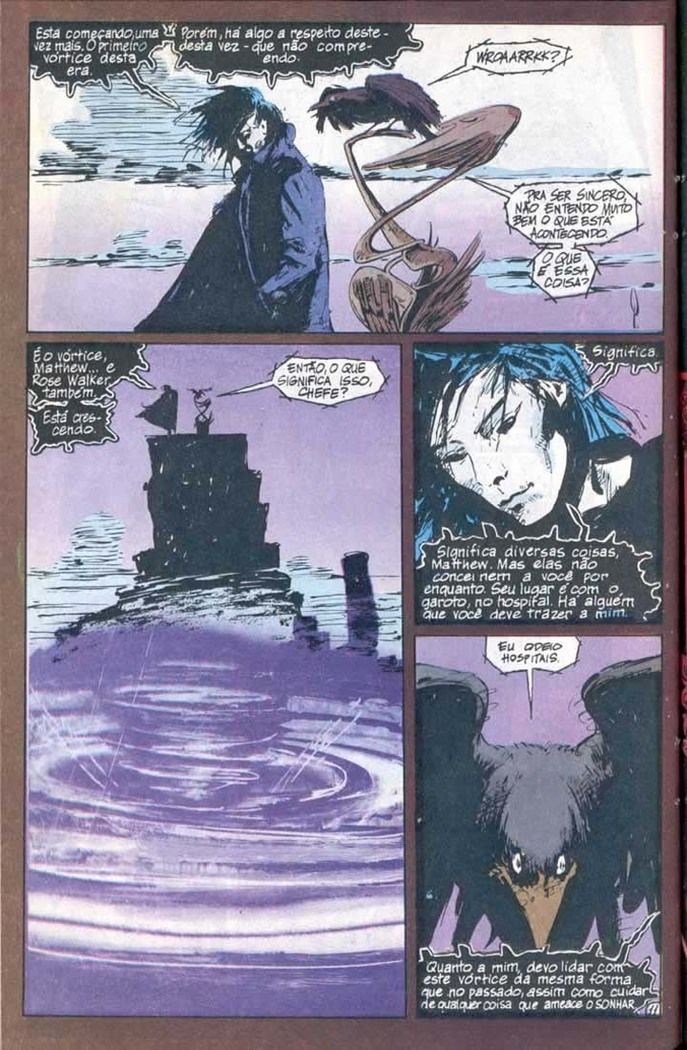 Está começando, uma
vez mais. O primeiro
vórtice desta
era.
Porém, há algo a respeito deste -
desta vez - que não compre-
endo.
WROAARRKK?
PRA SER SINCERO,
NÃO ENTENDO MUITO
BEM O QUE ESTÁ
ACONTECENDO.
O QUE
É ESSA
COISA?
É o vórtice,
Matthew... e
Rose Walker
também.
Está cres-
cendo.
ENTÃO, O QUE
SIGNIFICA ISSO,
CHEFE?
Significa.
Significa diversas coisas,
Matthew. Mas elas não
concernem a você por
enquanto. Seu lugar é com o
garoto, no hospital. Há alguém
que você deve trazer a mim.
EU ODEIO
HOSPITAIS.
Quanto a mim, devo lidar com
este vórtice da mesma forma
que no passado, assim como cuidar
de qualquer coisa que ameace o SONHAR.